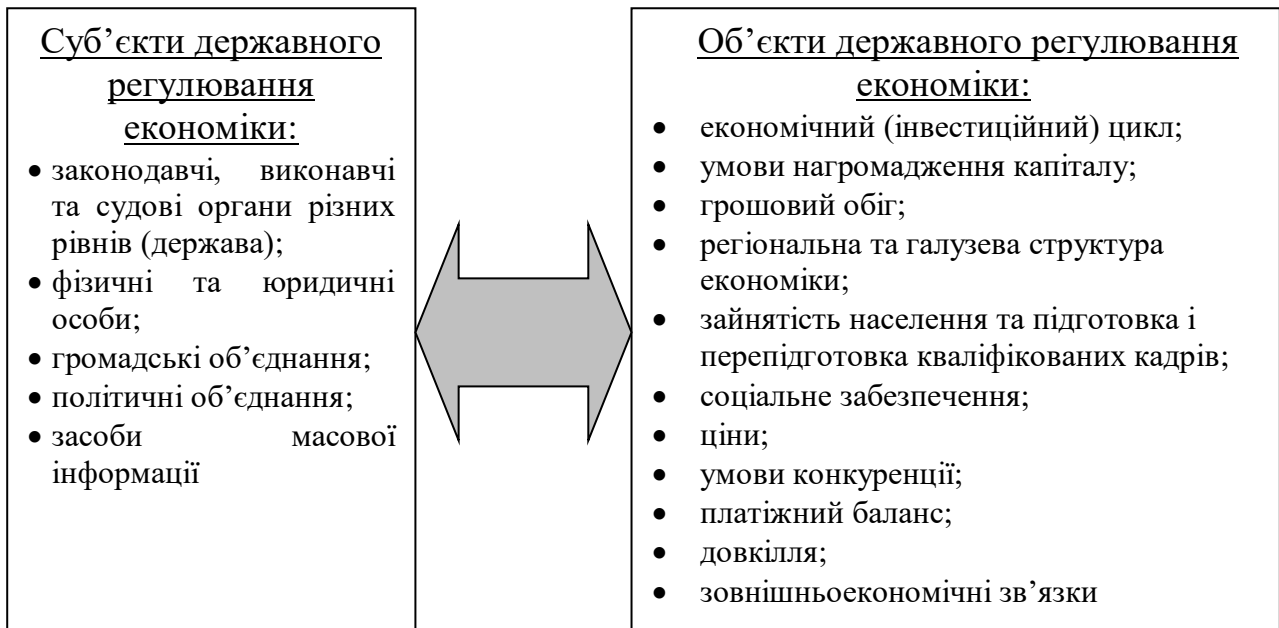 Суб’єкти державного
регулювання
економіки:
• законодавчі, виконавчі
та судові органи різних
рівнів (держава);
• фізичні та юридичні
особи;
• громадські об’єднання;
• політичні об’єднання;
• засоби масової
інформації
Об’єкти державного регулювання
економіки:
• економічний (інвестиційний) цикл;
• умови нагромадження капіталу;
• грошовий обіг;
• регіональна та галузева структура
економіки;
• зайнятість населення та підготовка і
перепідготовка кваліфікованих кадрів;
• соціальне забезпечення;
• ціни;
• умови конкуренції;
• платіжний баланс;
• довкілля;
• зовнішньоекономічні зв’язки